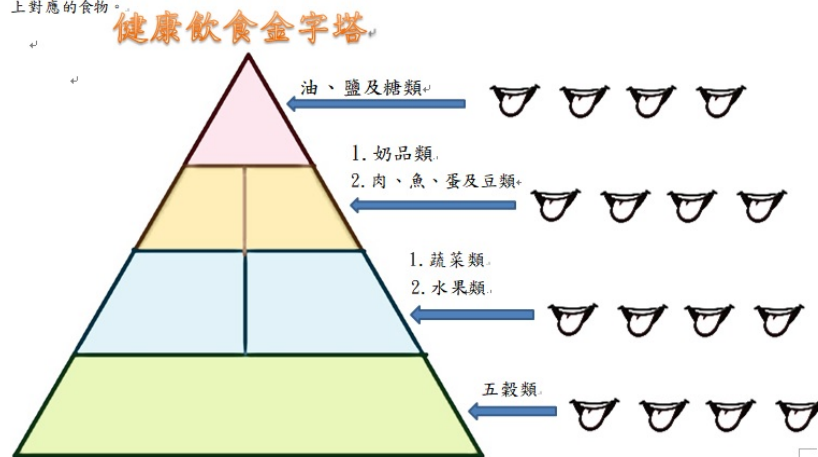 上對應的食物。
健康飲食金字塔
油、鹽及糖類
1.奶品類
2.肉、魚、蛋及豆類
1.蔬菜類
2.水果類
五穀類